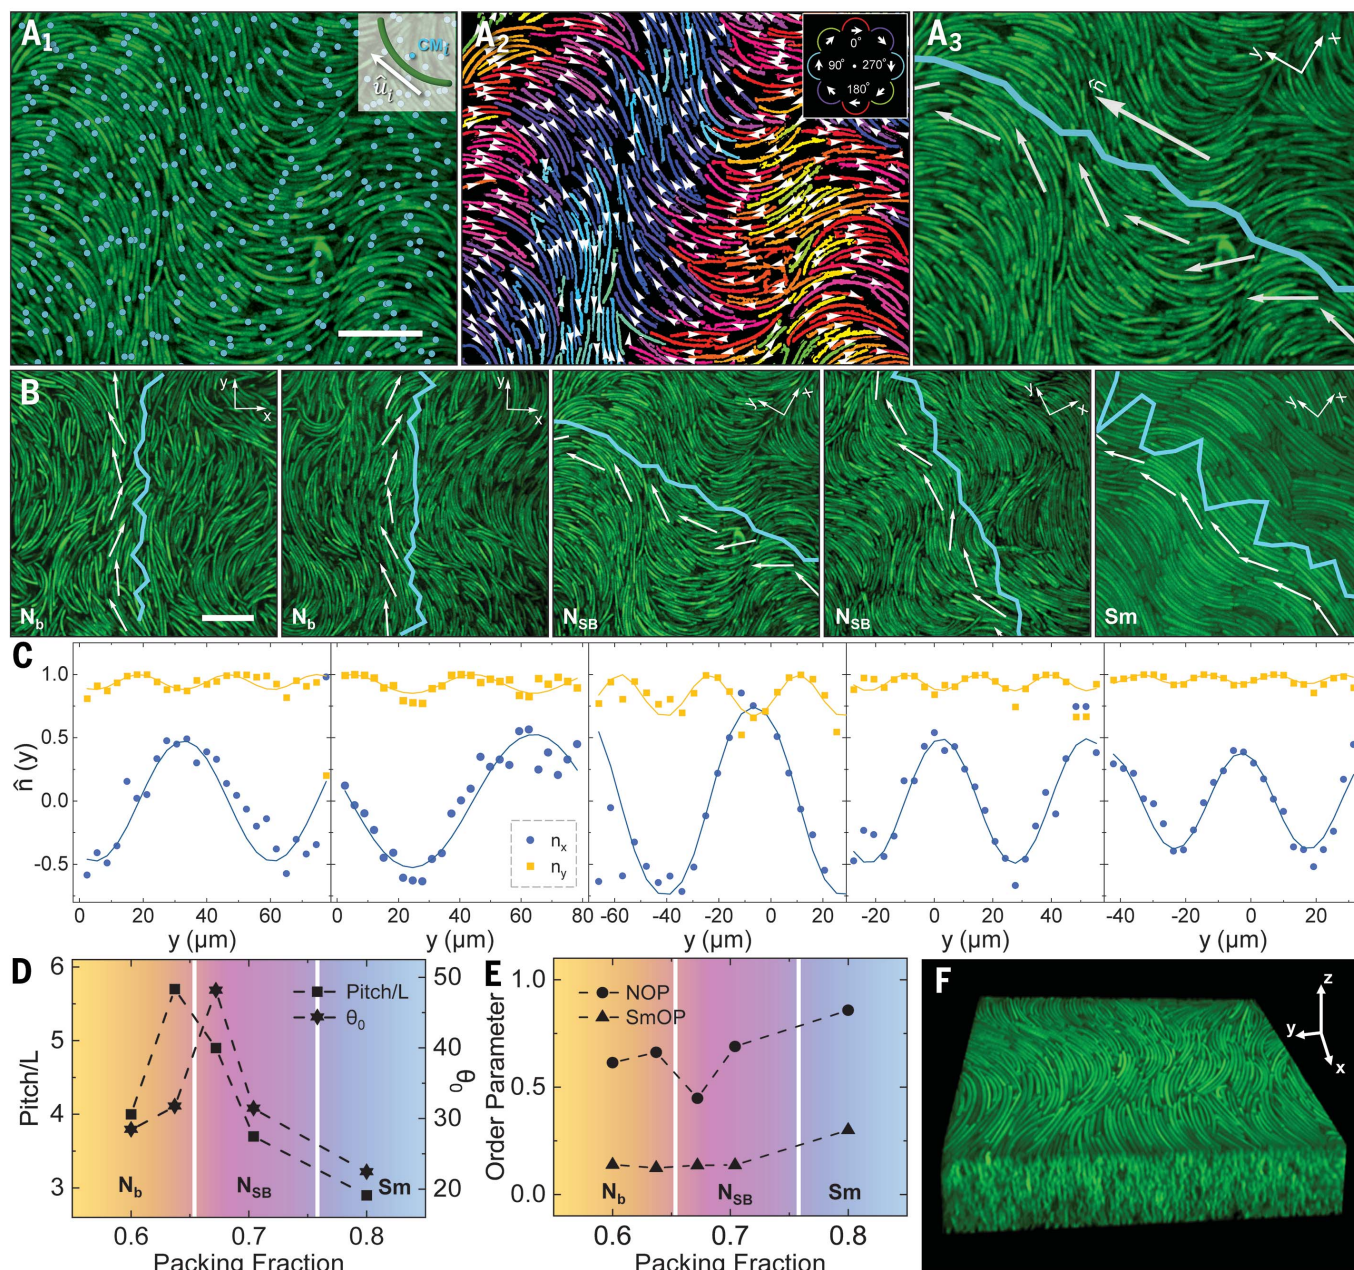 A1
CMi
ûi
A2
0°
90° 270°
180°
A3
y x
n̂
B
y
x
Nb
y
x
Nb
y x
NSB
y x
NSB
y x
Sm
C
1.0
0.5
0.0
-0.5
n̂ (y)
nx
ny
0 20 40 60
0 20 40 60 80
-60 -40 -20 0 20
-20 0 20 40
-40 -20 0 20
y (µm) y (µm) y (µm) y (µm) y (µm)
D
6
5
4
3
Pitch/L
Pitch/L
θ0
50
40
30
20
θ0
Nb NSB Sm
0.6 0.7 0.8
Packing Fraction
E
1.0
0.5
0.0
Order Parameter
NOP
SmOP
Nb NSB Sm
0.6 0.7 0.8
Packing Fraction
F
z
y
x